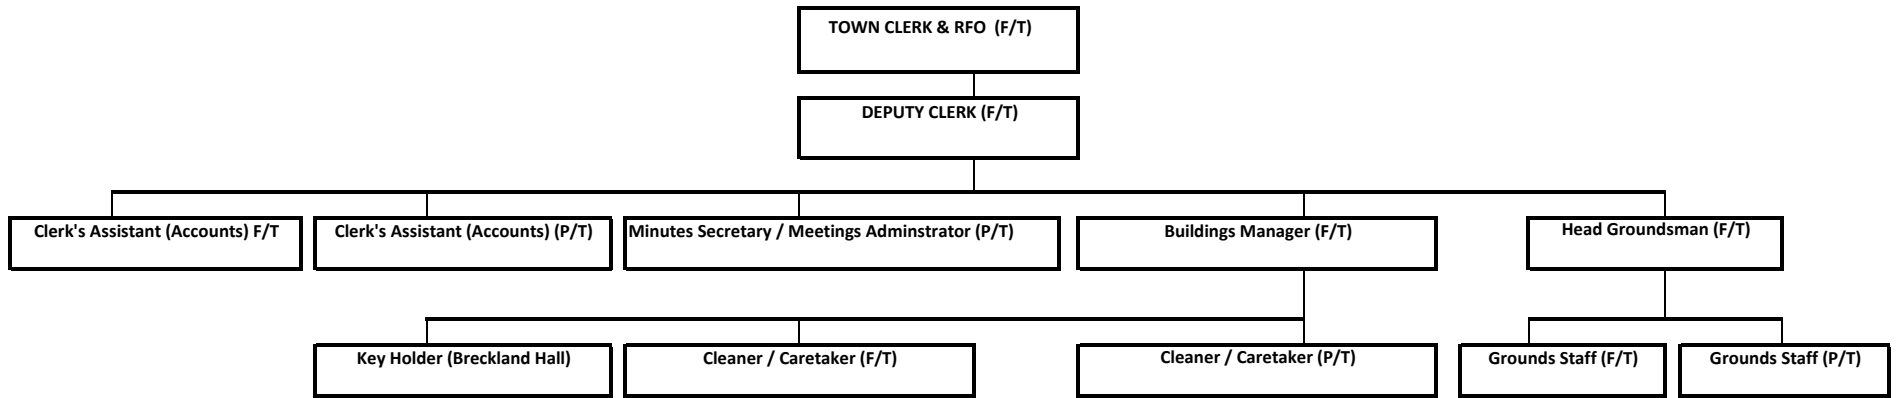 TOWN CLERK & RFO (F/T)
DEPUTY CLERK (F/T)
Clerk's Assistant (Accounts) F/T
Clerk's Assistant (Accounts) (P/T)
Minutes Secretary / Meetings Adminstrator (P/T)
Buildings Manager (F/T)
Head Groundsman (F/T)
Key Holder (Breckland Hall)
Cleaner / Caretaker (F/T)
Cleaner / Caretaker (P/T)
Grounds Staff (F/T)
Grounds Staff (P/T)